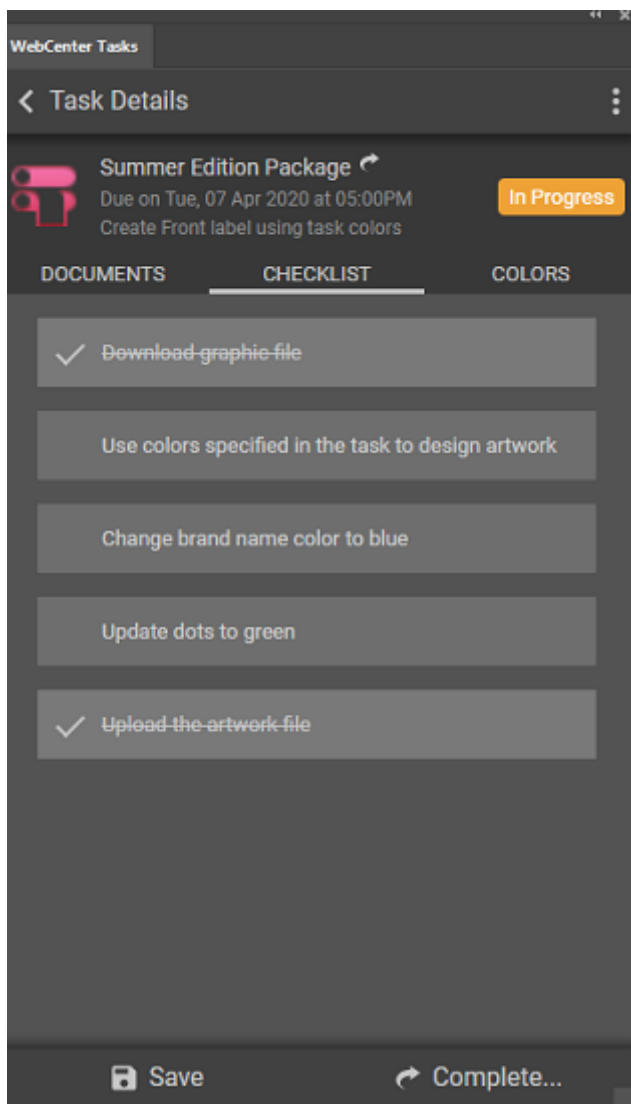 WebCenter Tasks
Task Details
Summer Edition Package
Due on Tue, 07 Apr 2020 at 05:00PM
In Progress
Create Front label using task colors
DOCUMENTS CHECKLIST COLORS
Download graphic file
Use colors specified in the task to design artwork
Change brand name color to blue
Update dots to green
Upload the artwork file
Save Complete...